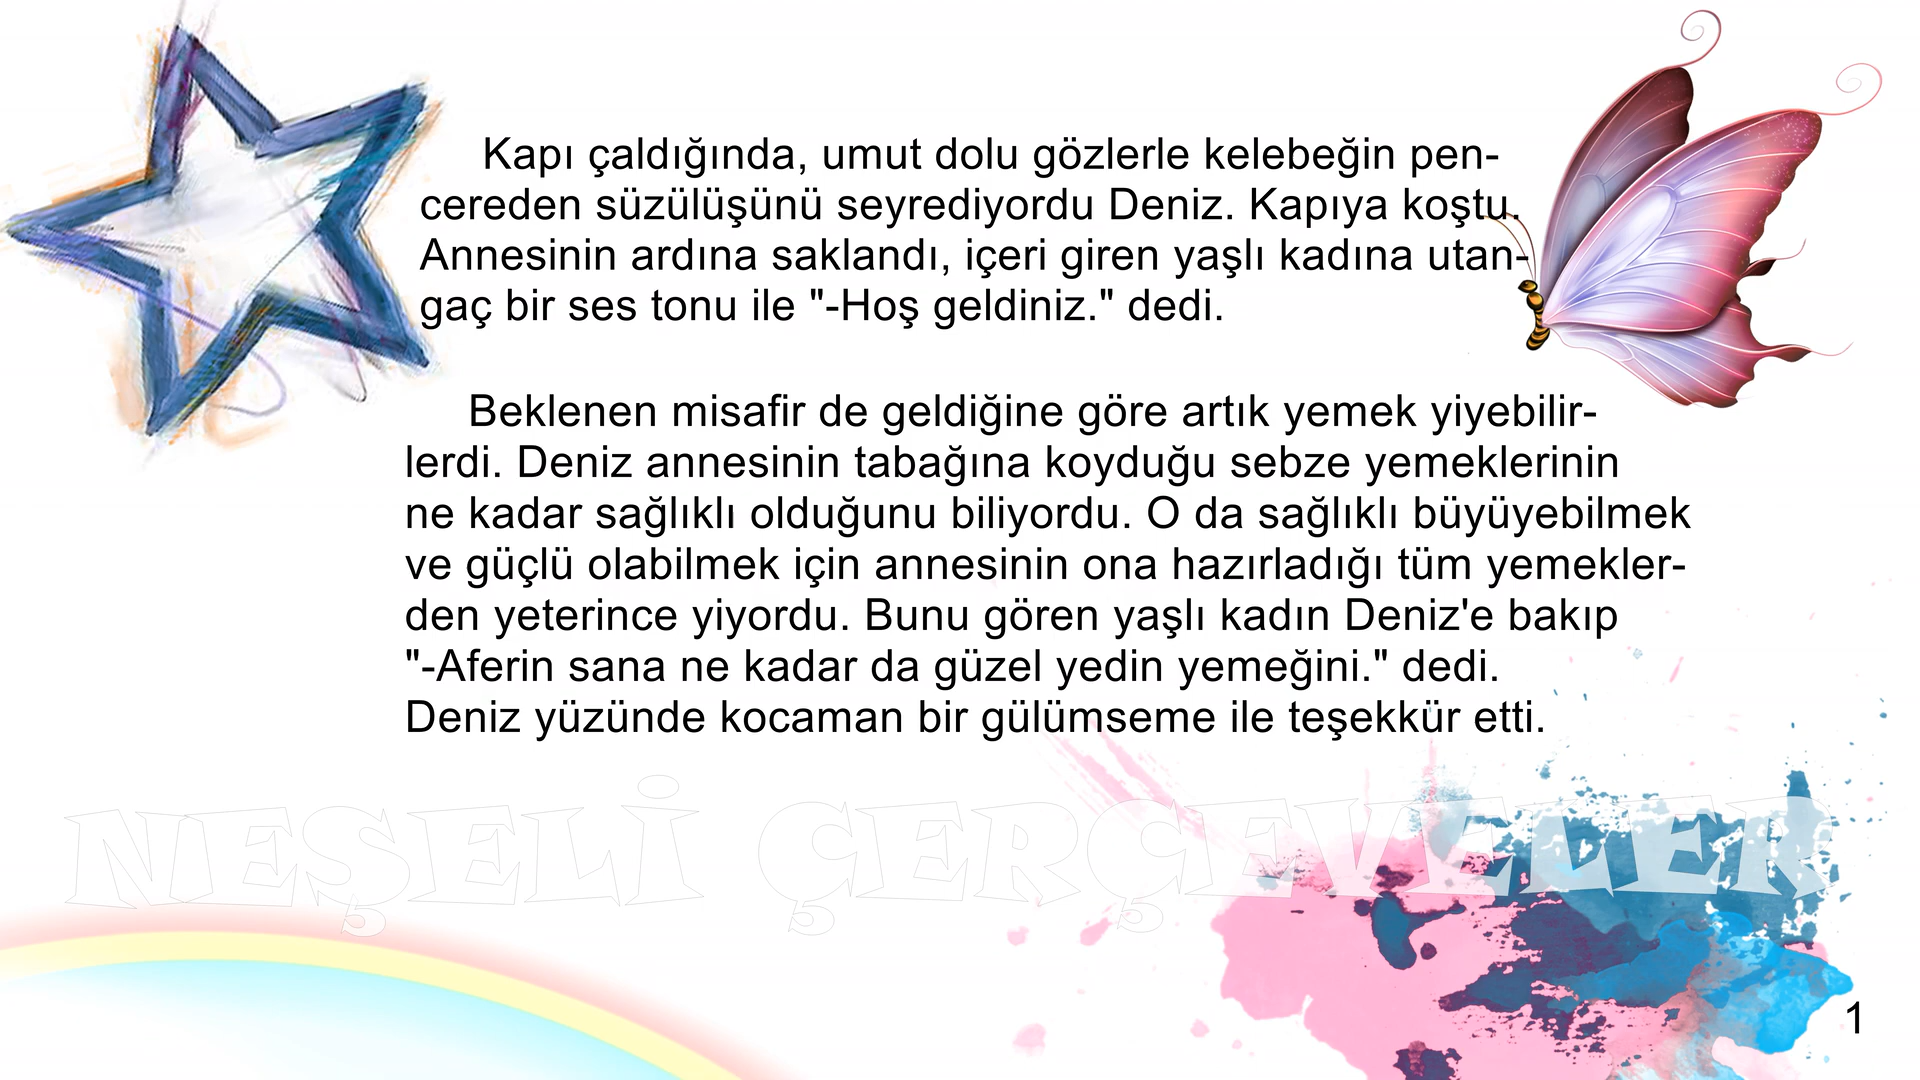 Kapı çaldığında, umut dolu gözlerle kelebeğin pen-
cereden süzülüşünü seyrediyordu Deniz. Kapıya koştu.
Annesinin ardına saklandı, içeri giren yaşlı kadına utan-
gaç bir ses tonu ile "-Hoş geldiniz." dedi.
Beklenen misafir de geldiğine göre artık yemek yiyebilir-
lerdi. Deniz annesinin tabağına koyduğu sebze yemeklerinin
ne kadar sağlıklı olduğunu biliyordu. O da sağlıklı büyüyebilmek
ve güçlü olabilmek için annesinin ona hazırladığı tüm yemekler-
den yeterince yiyordu. Bunu gören yaşlı kadın Deniz'e bakıp
"-Aferin sana ne kadar da güzel yedin yemeğini." dedi.
Deniz yüzünde kocaman bir gülümseme ile teşekkür etti.
NEŞELİ ÇERÇEVELER
1